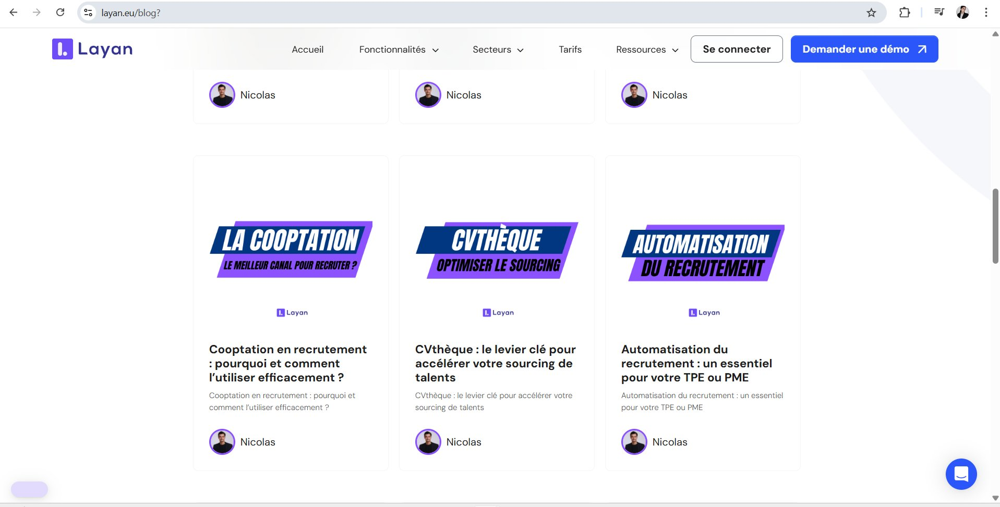 layan.eu/blog?
Layan
Accueil
Fonctionnalités
Secteurs
Tarifs
Ressources
Se connecter
Demander une démo
Nicolas
Nicolas
Nicolas
LA COOPTATION
LE MEILLEUR CANAL POUR RECRUTER ?
Layan
Cooptation en recrutement
: pourquoi et comment
l’utiliser efficacement ?
Cooptation en recrutement : pourquoi et
comment l’utiliser efficacement ?
Nicolas
CVTHÈQUE
OPTIMISER LE SOURCING
Layan
CVthèque : le levier clé pour
accélérer votre sourcing de
talents
CVthèque : le levier clé pour accélérer votre
sourcing de talents
Nicolas
AUTOMATISATION
DU RECRUTEMENT
Layan
Automatisation du
recrutement : un essentiel
pour votre TPE ou PME
Automatisation du recrutement : un essentiel
pour votre TPE ou PME
Nicolas